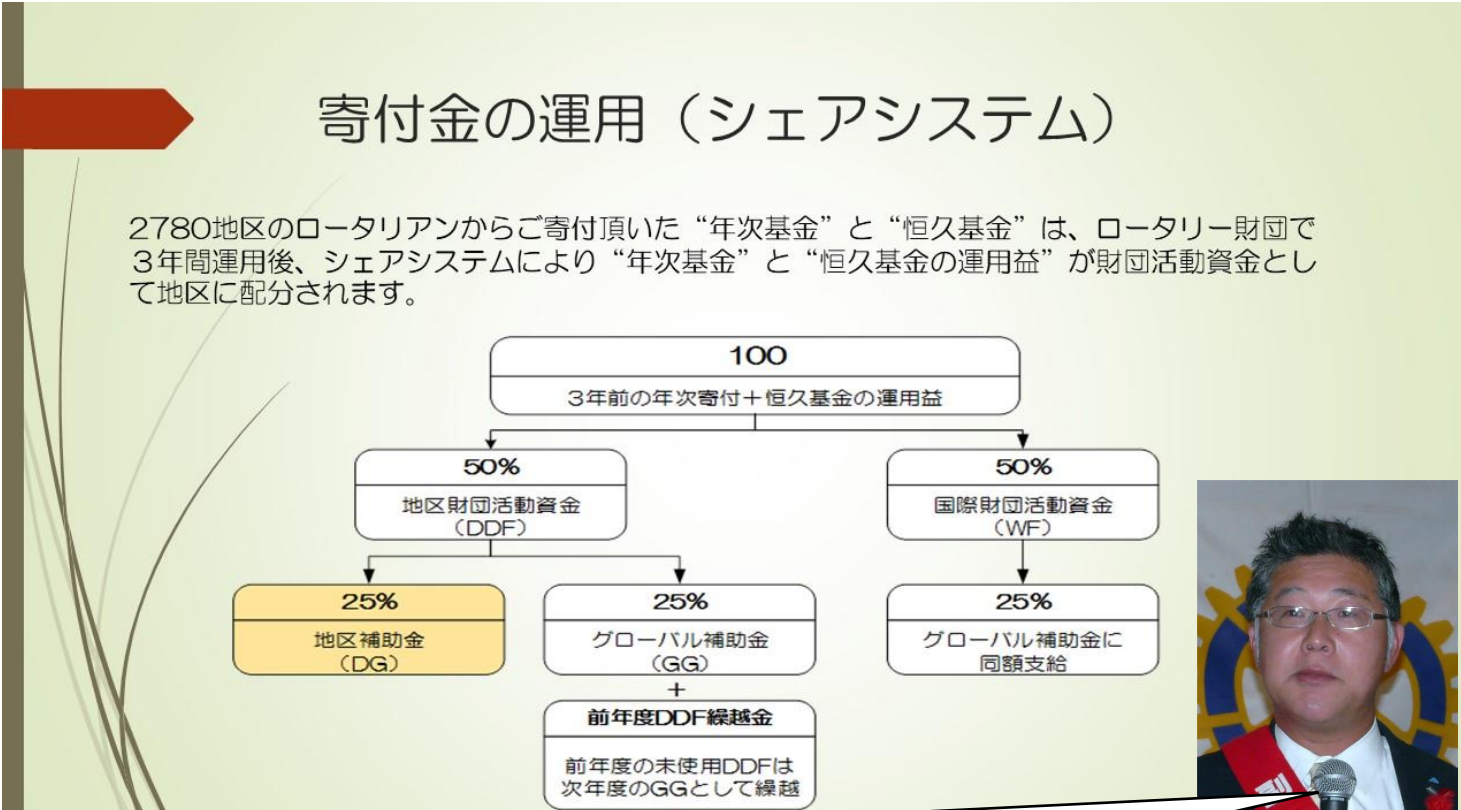 寄付金の運用（シェアシステム）
2780地区のロータリアンからご寄付頂いた“年次基金”と“恒久基金”は、ロータリー財団で
３年間運用後、シェアシステムにより“年次基金”と“恒久基金の運用益”が財団活動資金とし
て地区に配分されます。
100
３年前の年次寄付＋恒久基金の運用益
50%
地区財団活動資金
（DDF）
50%
国際財団活動資金
（WF）
25%
地区補助金
（DG）
25%
グローバル補助金
（GG）
25%
グローバル補助金に
同額支給
＋
前年度DDF繰越金
前年度の未使用DDFは
次年度のGGとして繰越